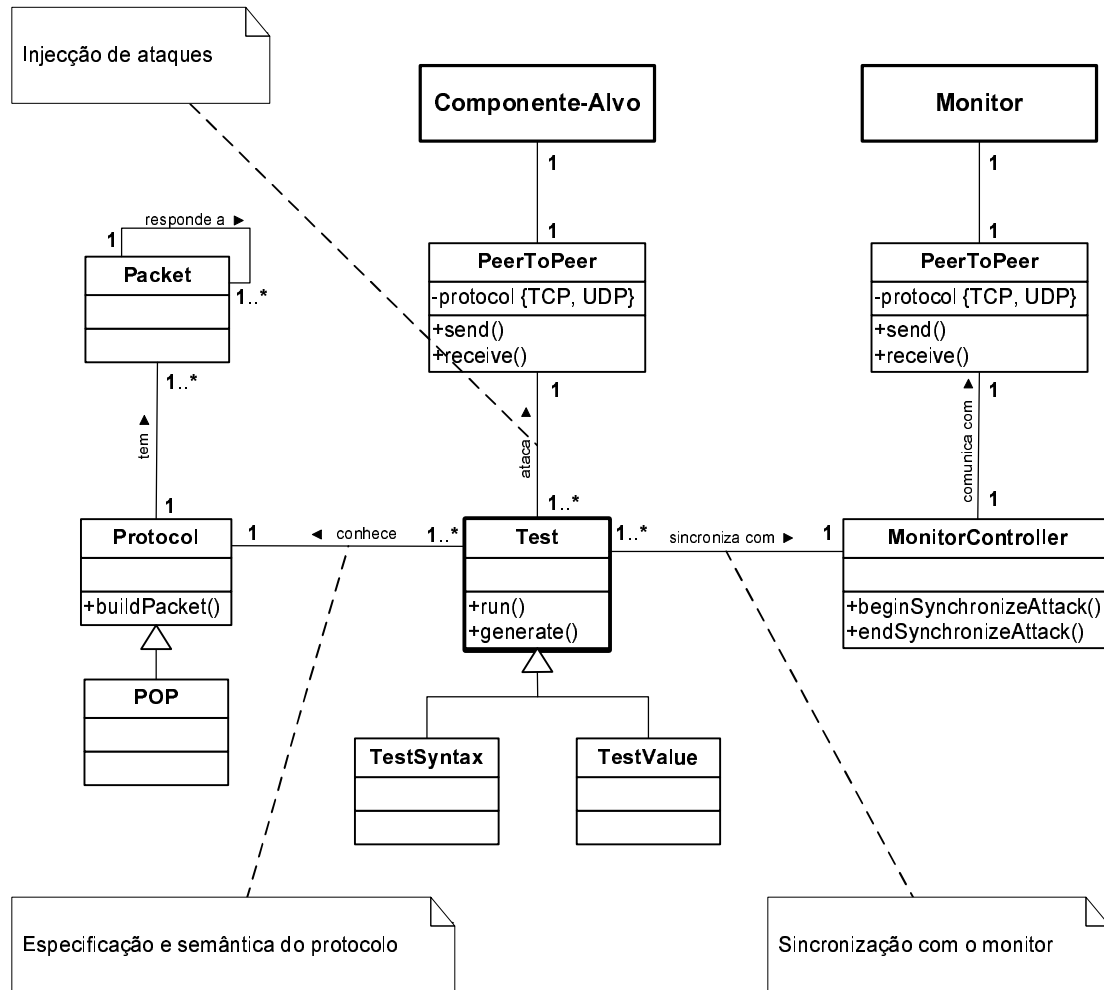 Injecção de ataques
Componente-Alvo
Monitor
1
1
responde a ►
1
1
1
Packet
1..*
PeerToPeer
-protocol {TCP, UDP}
+send()
+receive()
PeerToPeer
-protocol {TCP, UDP}
+send()
+receive()
1..*
1
1
tem ►
ataca ►
comunica com ►
1
1..*
1
Protocol
+buildPacket()
1
◄ conhece
1..*
Test
+run()
+generate()
1..*
sincroniza com ►
1
MonitorController
+beginSynchronizeAttack()
+endSynchronizeAttack()
POP
TestSyntax
TestValue
Especificação e semântica do protocolo
Sincronização com o monitor